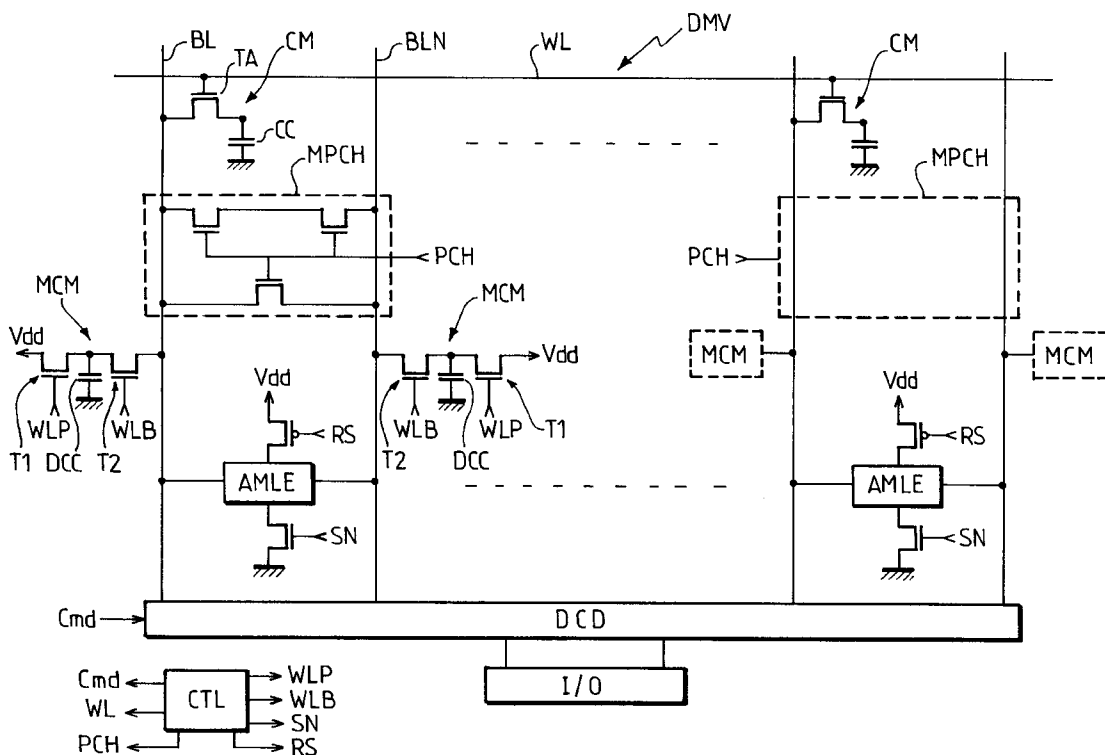 BL
CM
BLN
WL
DMV
CM
TA
CC
MPCH
MPCH
PCH
PCH
MCM
MCM
Vdd
Vdd
MCM
MCM
Vdd
Vdd
WLP
WLB
WLB
WLP
T1
T1
DCC
T2
T2
DCC
RS
RS
AMLE
AMLE
SN
SN
Cmd
DCD
I/O
Cmd
WL
PCH
CTL
WLP
WLB
SN
RS